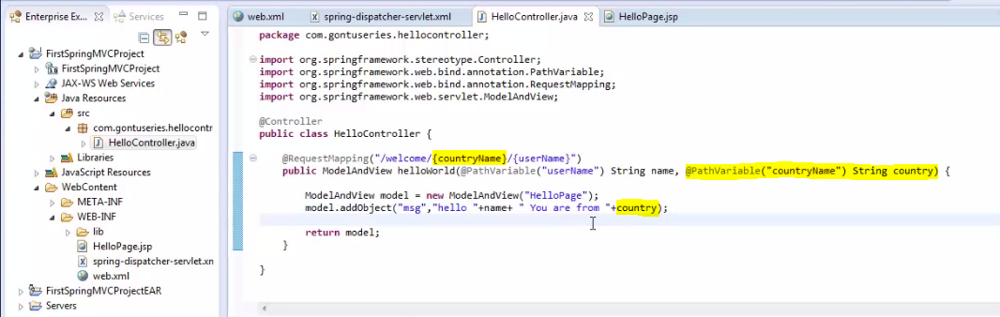 Enterprise Ex...
Services
FirstSpringMVCProject
FirstSpringMVCProject
JAX-WS Web Services
Java Resources
src
com.gontuseries.hellocontr
HelloController.java
Libraries
JavaScript Resources
WebContent
META-INF
WEB-INF
lib
HelloPage.jsp
spring-dispatcher-servlet.xn
web.xml
FirstSpringMVCProjectEAR
Servers
web.xml
spring-dispatcher-servlet.xml
HelloController.java
HelloPage.jsp
package com.gontuseries.hellocontroller;
import org.springframework.stereotype.Controller;
import org.springframework.web.bind.annotation.PathVariable;
import org.springframework.web.bind.annotation.RequestMapping;
import org.springframework.web.servlet.ModelAndView;
@Controller
public class HelloController {
@RequestMapping("/welcome/{countryName}/{userName}")
public ModelAndView helloWorld(@PathVariable("userName") String name, @PathVariable("countryName") String country) {
ModelAndView model = new ModelAndView("HelloPage");
model.addObject("msg","hello "+name+ " You are from "+country);
return model;
}
}